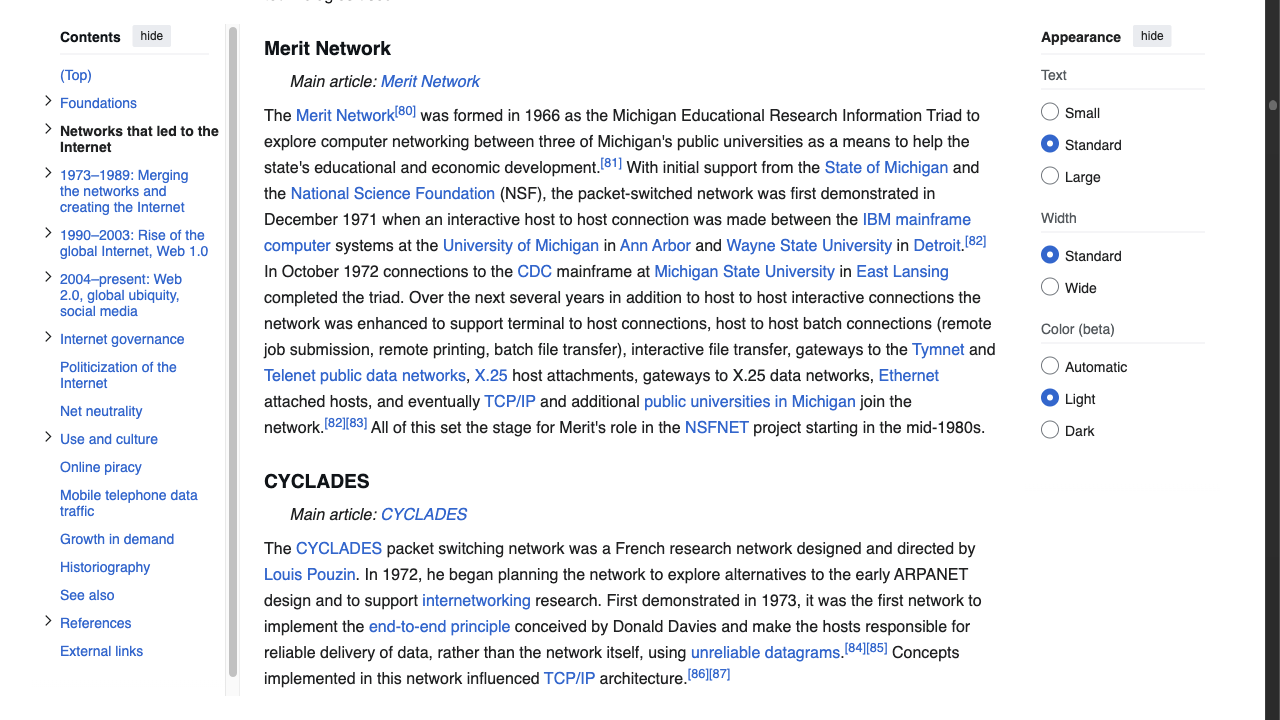 Contents hide
(Top)
Foundations
Networks that led to the
Internet
1973–1989: Merging
the networks and
creating the Internet
1990–2003: Rise of the
global Internet, Web 1.0
2004–present: Web
2.0, global ubiquity,
social media
Internet governance
Politicization of the
Internet
Net neutrality
Use and culture
Online piracy
Mobile telephone data
traffic
Growth in demand
Historiography
See also
References
External links
Merit Network
Main article: Merit Network
The Merit Network[80] was formed in 1966 as the Michigan Educational Research Information Triad to
explore computer networking between three of Michigan's public universities as a means to help the
state's educational and economic development.[81] With initial support from the State of Michigan and
the National Science Foundation (NSF), the packet-switched network was first demonstrated in
December 1971 when an interactive host to host connection was made between the IBM mainframe
computer systems at the University of Michigan in Ann Arbor and Wayne State University in Detroit.[82]
In October 1972 connections to the CDC mainframe at Michigan State University in East Lansing
completed the triad. Over the next several years in addition to host to host interactive connections the
network was enhanced to support terminal to host connections, host to host batch connections (remote
job submission, remote printing, batch file transfer), interactive file transfer, gateways to the Tymnet and
Telenet public data networks, X.25 host attachments, gateways to X.25 data networks, Ethernet
attached hosts, and eventually TCP/IP and additional public universities in Michigan join the
network.[82][83] All of this set the stage for Merit's role in the NSFNET project starting in the mid-1980s.
CYCLADES
Main article: CYCLADES
The CYCLADES packet switching network was a French research network designed and directed by
Louis Pouzin. In 1972, he began planning the network to explore alternatives to the early ARPANET
design and to support internetworking research. First demonstrated in 1973, it was the first network to
implement the end-to-end principle conceived by Donald Davies and make the hosts responsible for
reliable delivery of data, rather than the network itself, using unreliable datagrams.[84][85] Concepts
implemented in this network influenced TCP/IP architecture.[86][87]
Appearance hide
Text
Small
Standard
Large
Width
Standard
Wide
Color (beta)
Automatic
Light
Dark